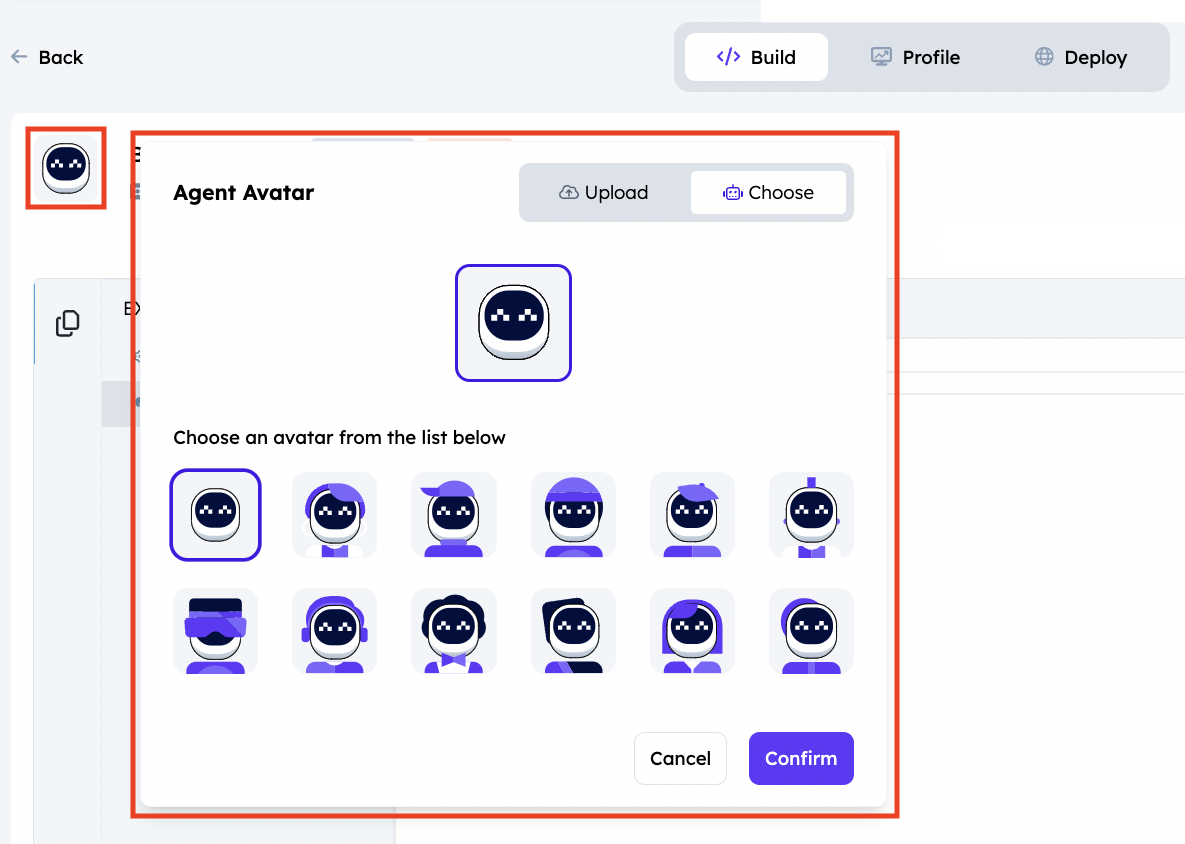 Back
Build
Profile
Deploy
Agent Avatar
Upload
Choose
Choose an avatar from the list below
Cancel
Confirm